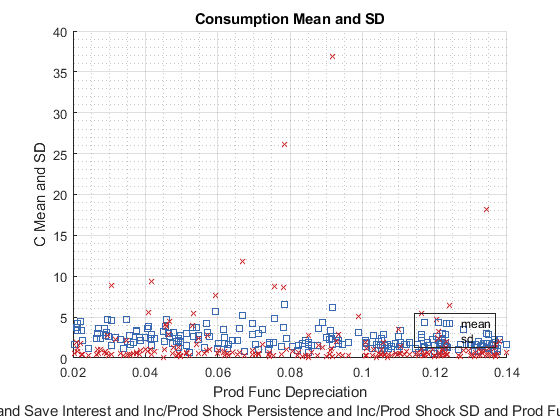 Consumption Mean and SD
40
35
30
25
20
15
10
5
0
C Mean and SD
mean
sd
0.02 0.04 0.06 0.08 0.1 0.12 0.14
Prod Func Depreciation
and Save Interest and Inc/Prod Shock Persistence and Inc/Prod Shock SD and Prod F